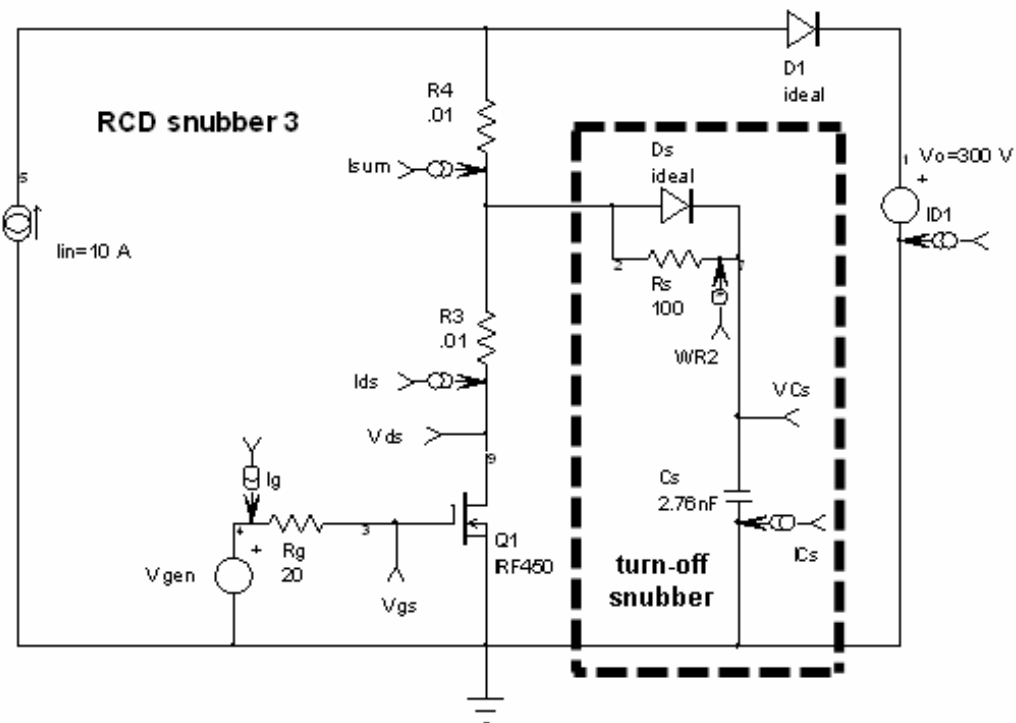 D1
ideal
RCD snubber 3
R4
.01
Isum
Ds
ideal
1
Vo=300 V
+
ID1
s
Iin=10 A
2
Rs
100
7
WR2
R3
.01
Ids
Vds
VCs
9
Ig
Cs
2.76nF
4
+
Rg
20
3
Vgen
Vgs
Q1
IRF450
ICs
turn-off
snubber